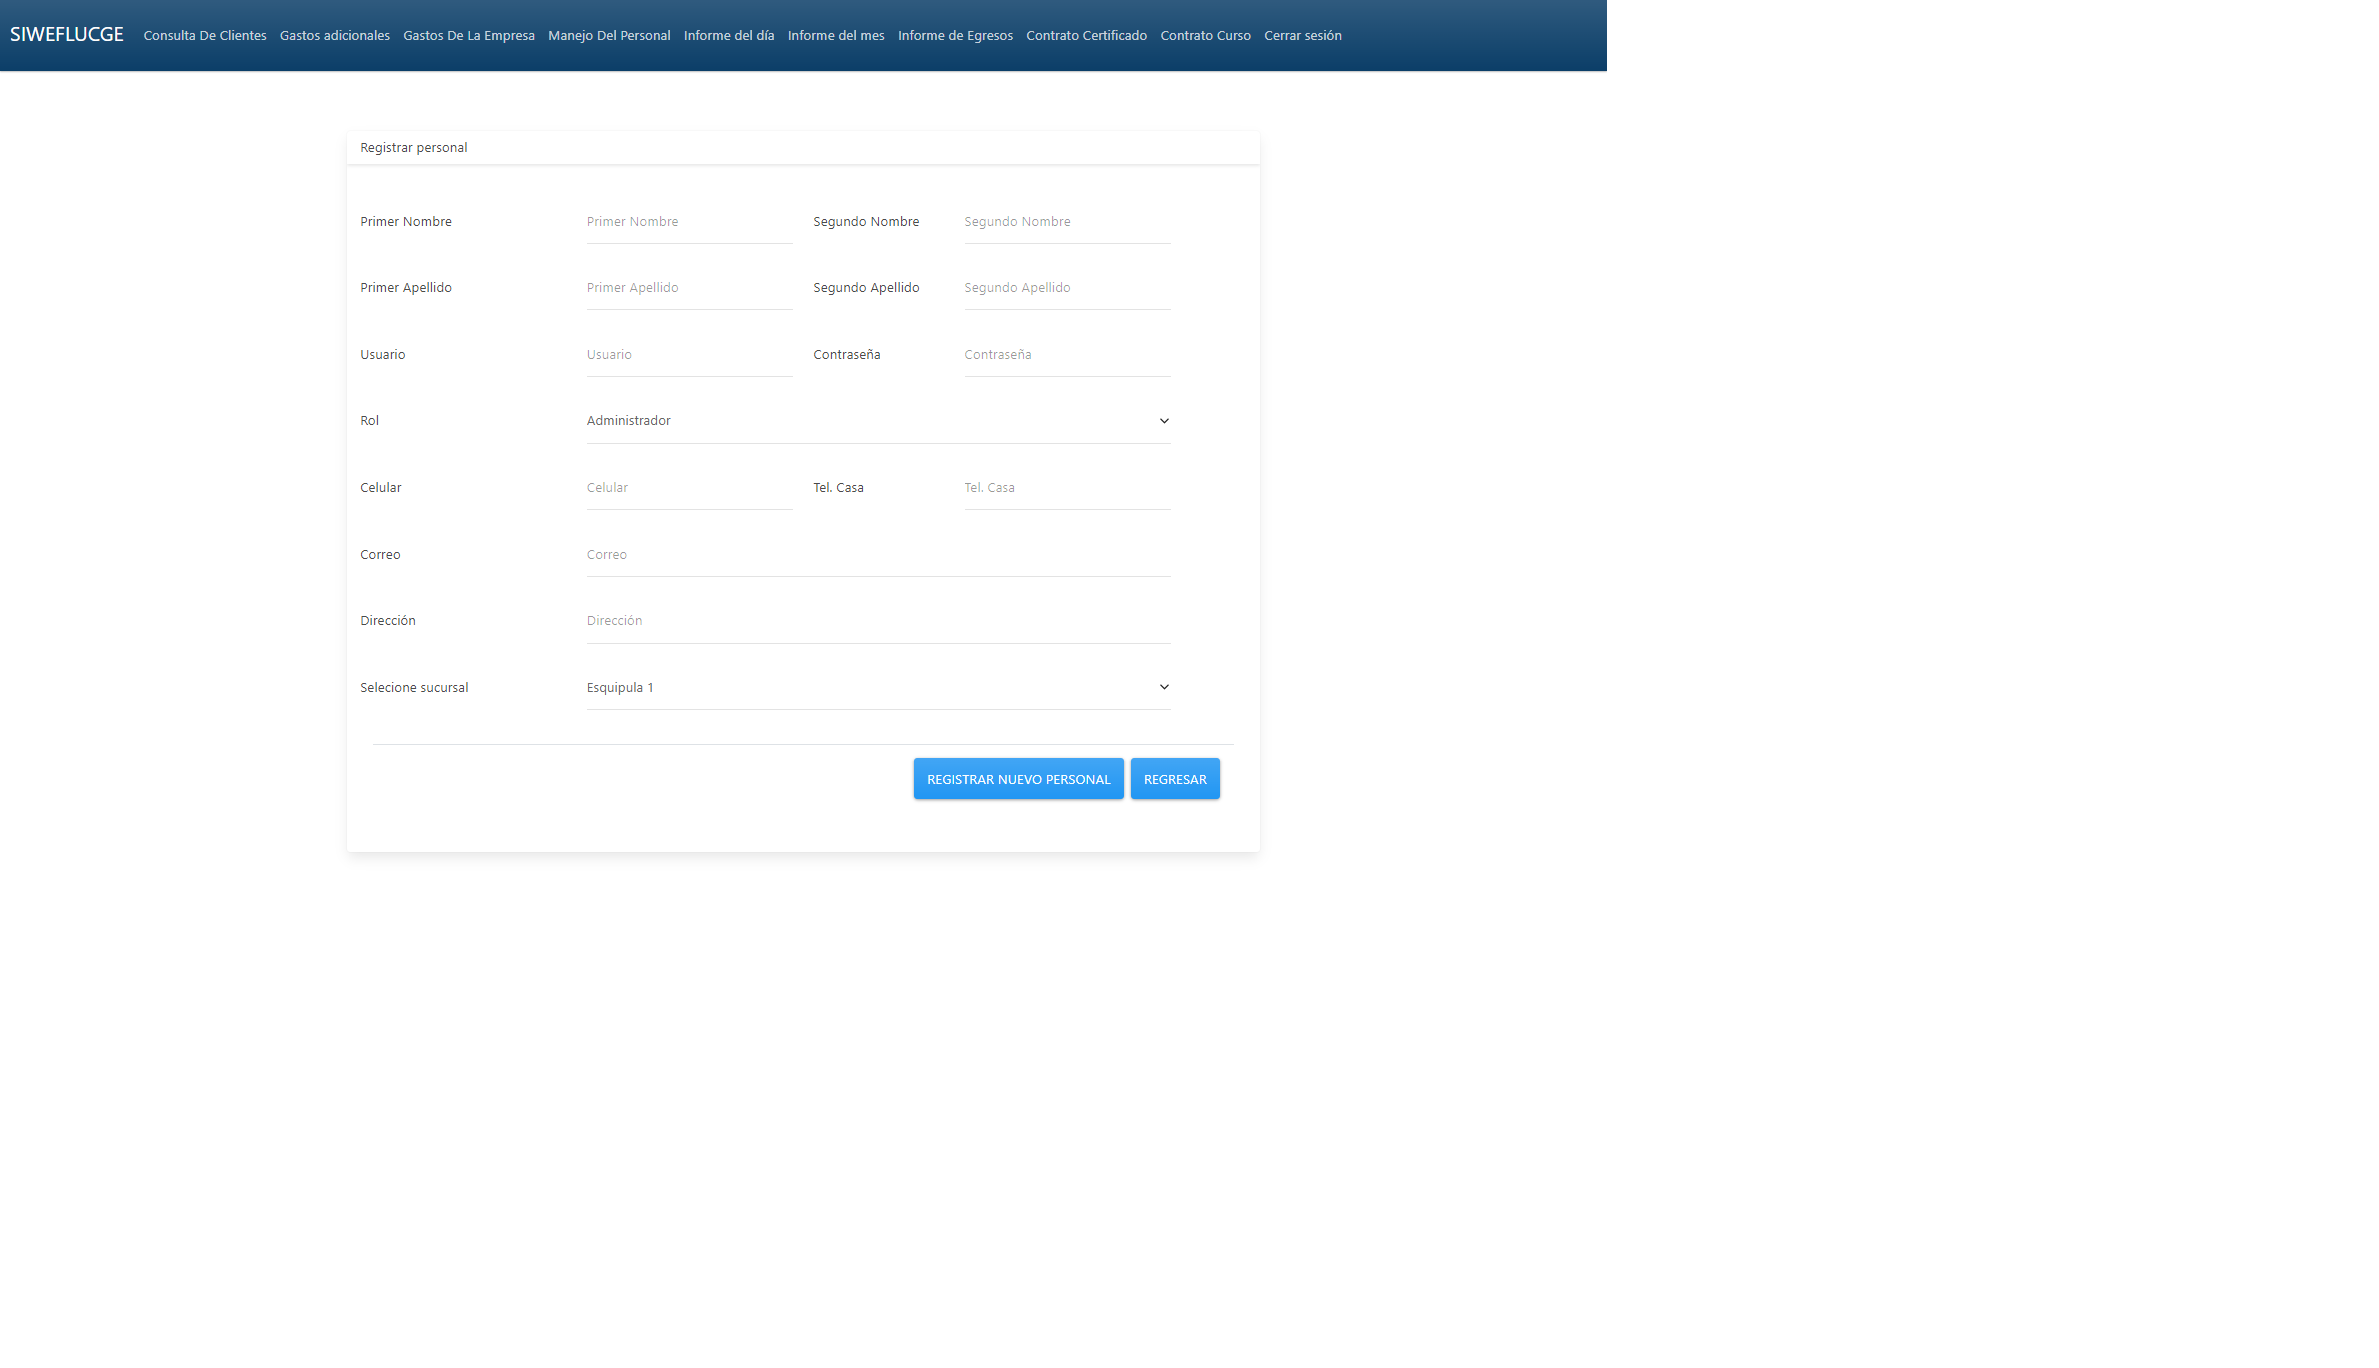 SIWEFLUCGE Consulta De Clientes Gastos adicionales Gastos De La Empresa Manejo Del Personal Informe del día Informe del mes Informe de Egresos Contrato Certificado Contrato Curso Cerrar sesión
Registrar personal
Primer Nombre Primer Nombre Segundo Nombre Segundo Nombre
Primer Apellido Primer Apellido Segundo Apellido Segundo Apellido
Usuario Usuario Contraseña Contraseña
Rol Administrador
Celular Celular Tel. Casa Tel. Casa
Correo Correo
Dirección Dirección
Selecione sucursal Esquipula 1
REGISTRAR NUEVO PERSONAL REGRESAR